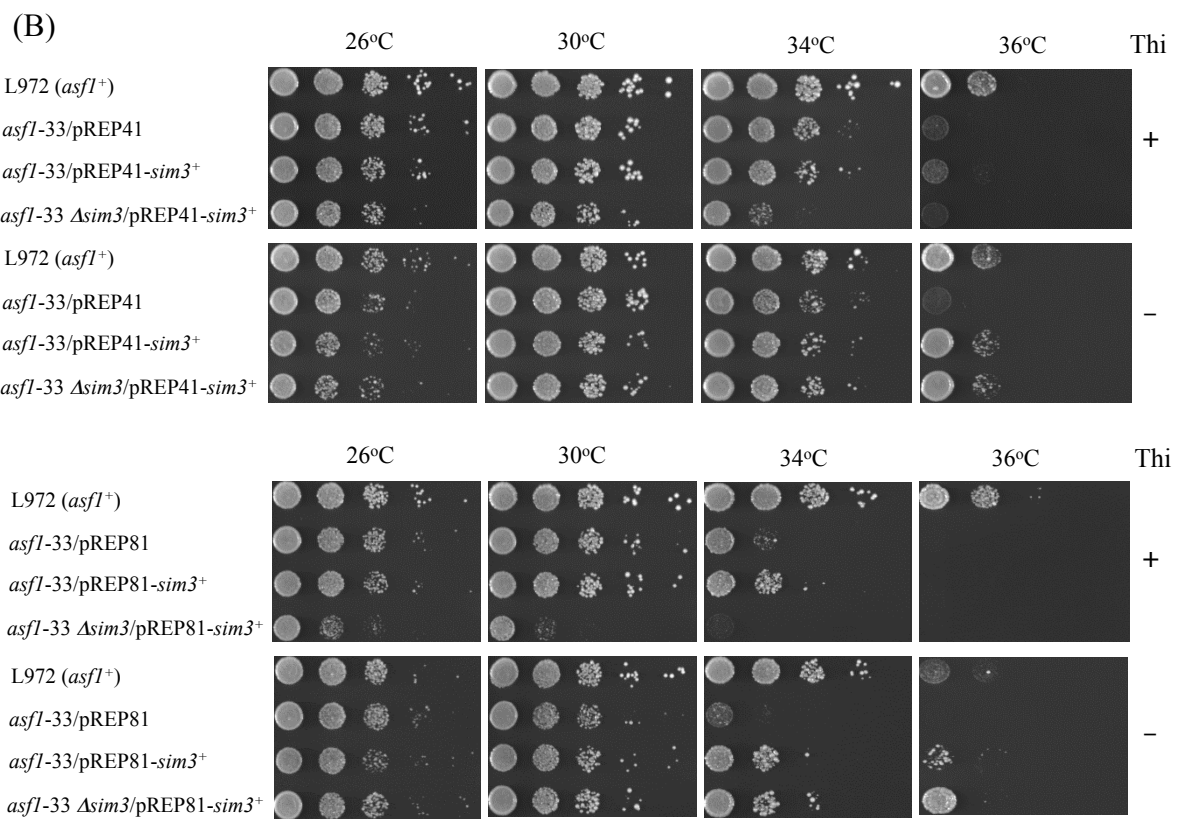 (B)
26°C 30°C 34°C 36°C Thi
L972 (asf1⁺)
asf1-33/pREP41
+
asf1-33/pREP41-sim3⁺
asf1-33 Δsim3/pREP41-sim3⁺
L972 (asf1⁺)
asf1-33/pREP41
–
asf1-33/pREP41-sim3⁺
asf1-33 Δsim3/pREP41-sim3⁺
26°C 30°C 34°C 36°C Thi
L972 (asf1⁺)
asf1-33/pREP81
+
asf1-33/pREP81-sim3⁺
asf1-33 Δsim3/pREP81-sim3⁺
L972 (asf1⁺)
asf1-33/pREP81
–
asf1-33/pREP81-sim3⁺
asf1-33 Δsim3/pREP81-sim3⁺